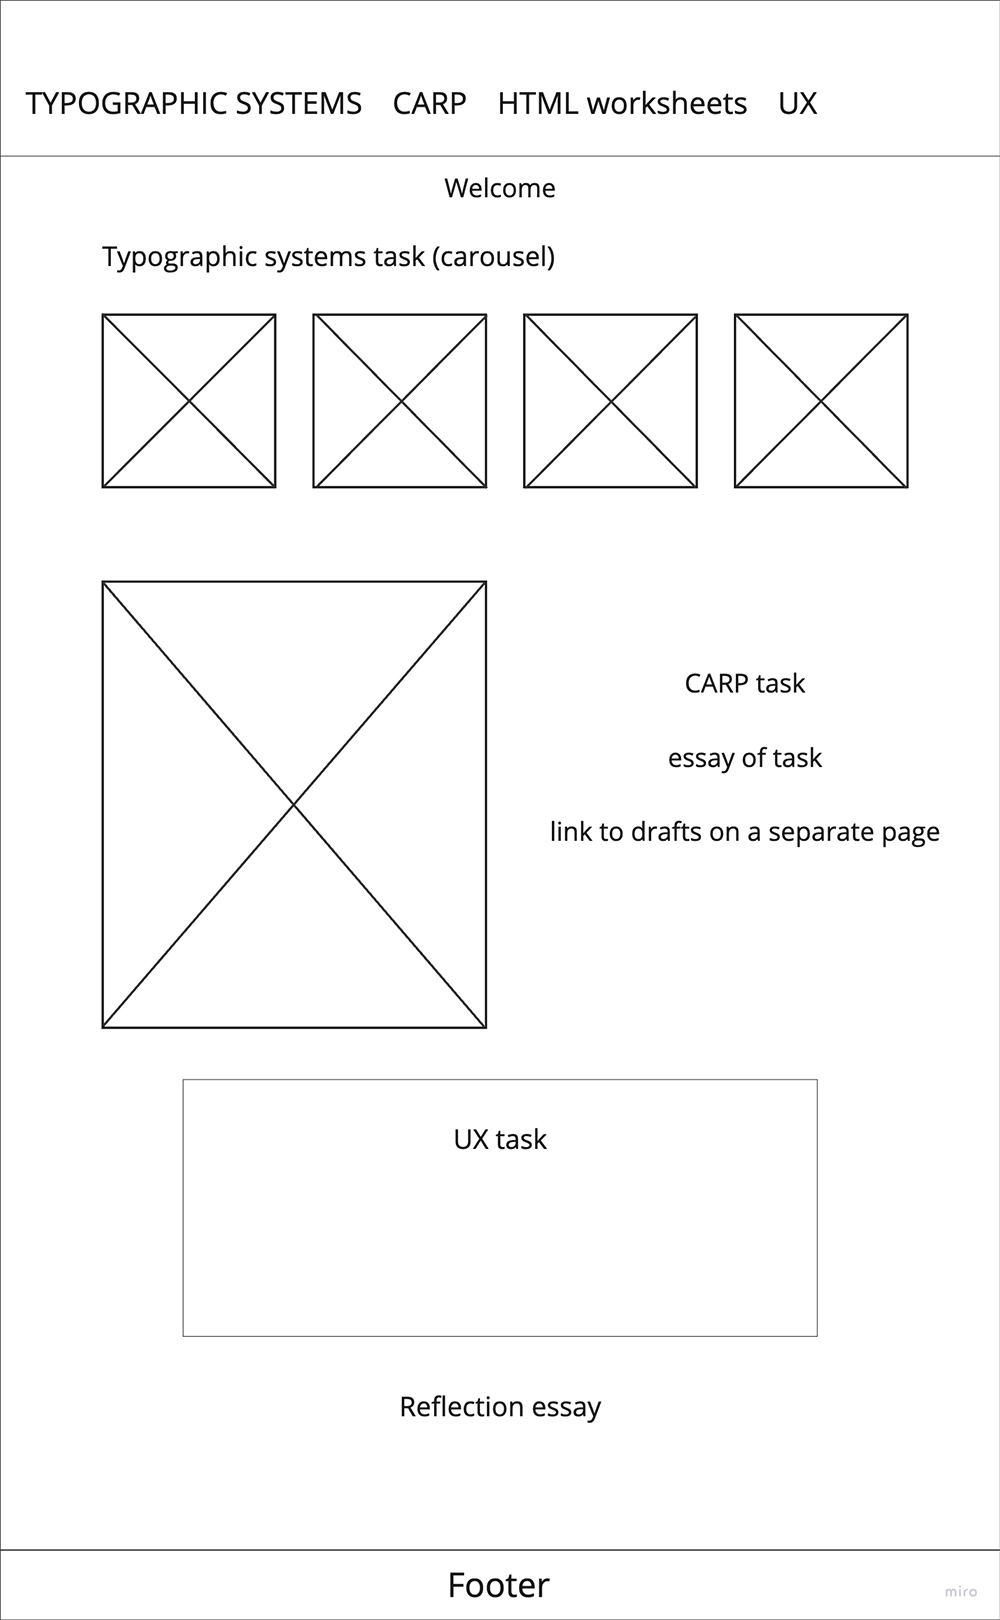 TYPOGRAPHIC SYSTEMS CARP HTML worksheets UX
Welcome
Typographic systems task (carousel)
CARP task
essay of task
link to drafts on a separate page
UX task
Reflection essay
Footer
miro